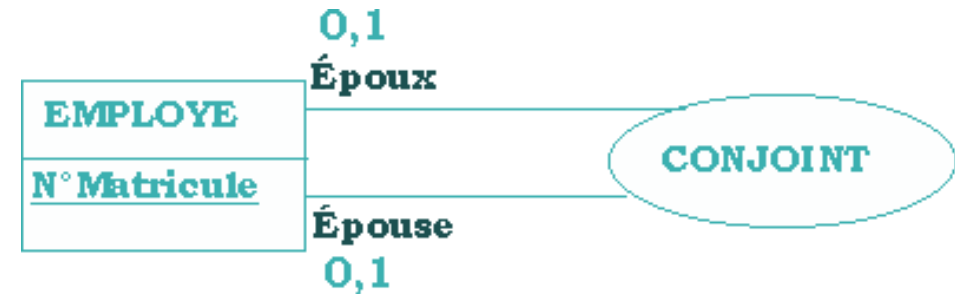 0,1
Époux
EMPLOYE
CONJOINT
N°Matricule
Épouse
0,1